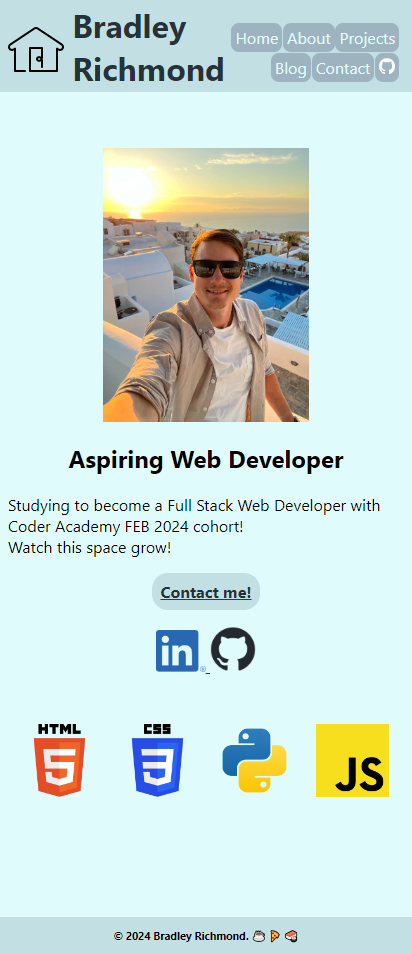 Bradley
Richmond
Home About Projects
Blog Contact
Aspiring Web Developer
Studying to become a Full Stack Web Developer with
Coder Academy FEB 2024 cohort!
Watch this space grow!
Contact me!
in
HTML CSS
5 3 JS
© 2024 Bradley Richmond.